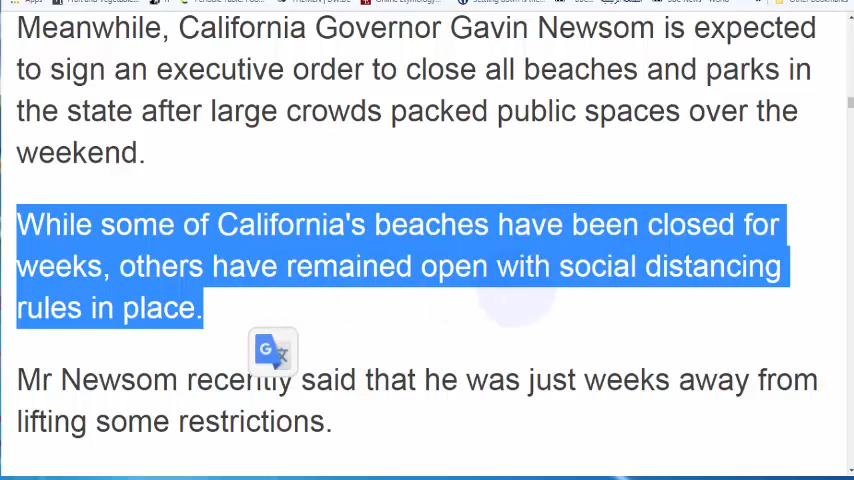 Meanwhile, California Governor Gavin Newsom is expected
to sign an executive order to close all beaches and parks in
the state after large crowds packed public spaces over the
weekend.
While some of California's beaches have been closed for
weeks, others have remained open with social distancing
rules in place.
Mr Newsom recently said that he was just weeks away from
lifting some restrictions.